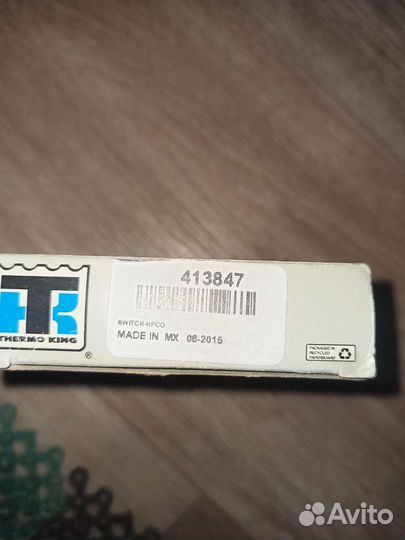 413847
SWITCH-HPCO
MADE IN MX 06-2015
TK
THERMO KING
®
PACKAGED IN
RECYCLED
PAPERBOARD
Avito